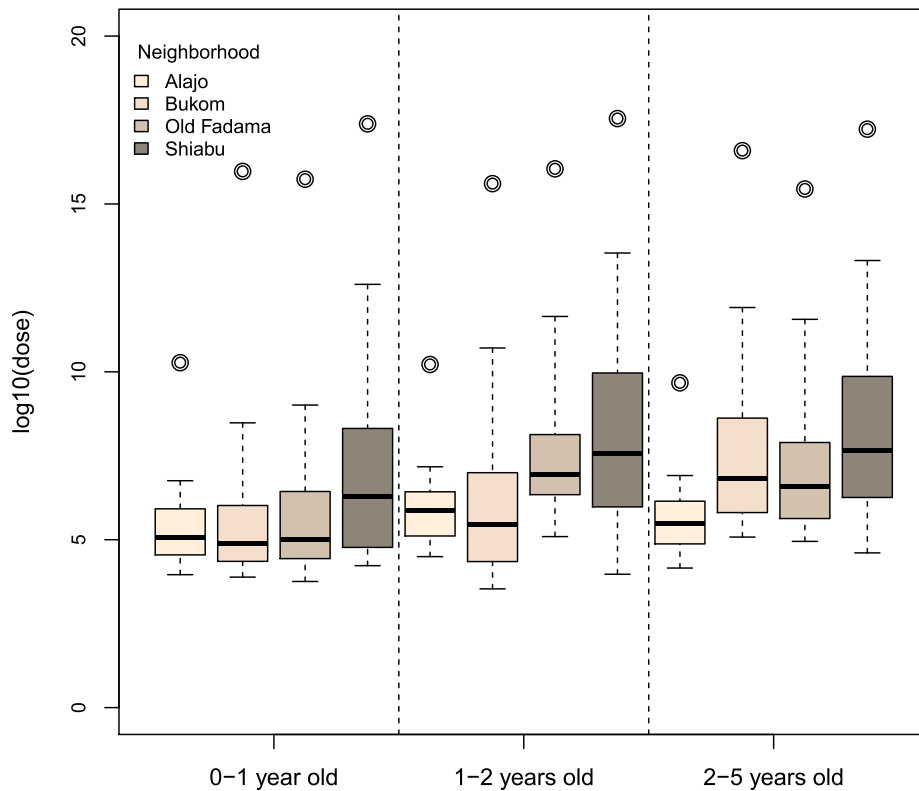 log10(dose)
20
15
10
5
0
Neighborhood
Alajo
Bukom
Old Fadama
Shiabu
0−1 year old
1−2 years old
2−5 years old